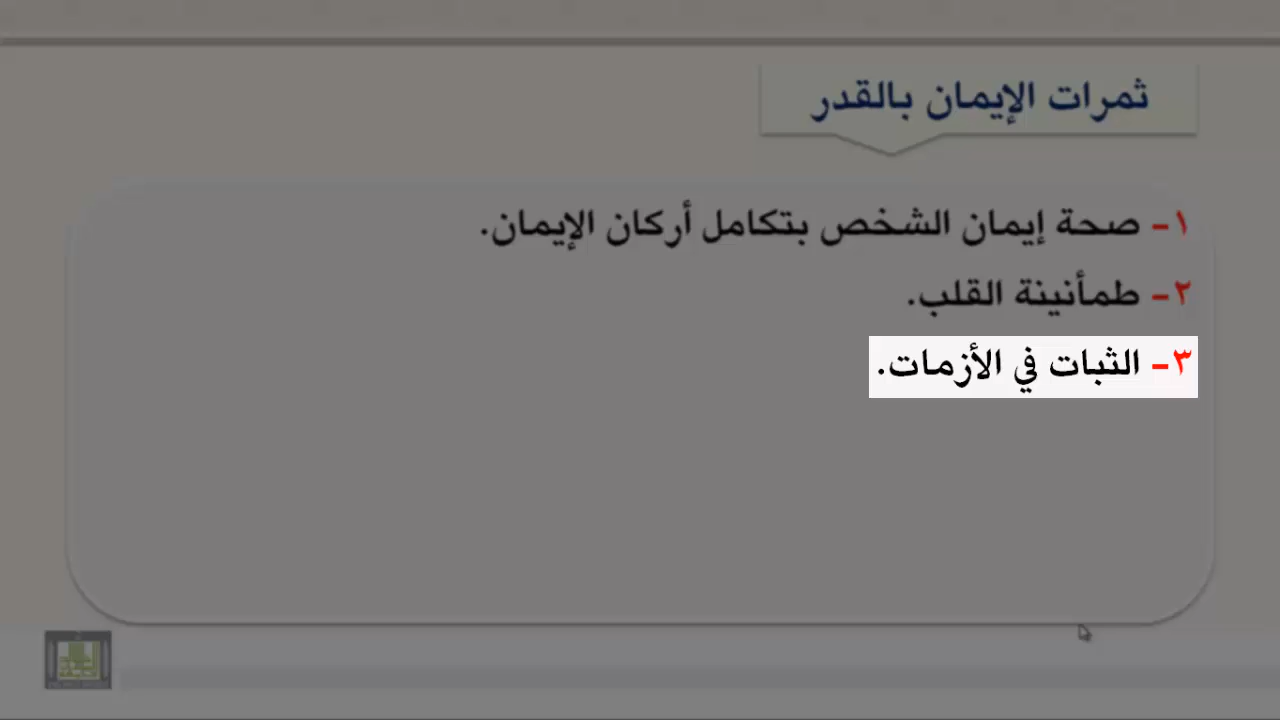 ثمرات الإيمان بالقدر
١- صحة إيمان الشخص بتكامل أركان الإيمان.
٢- طمأنينة القلب.
٣- الثبات في الأزمات.